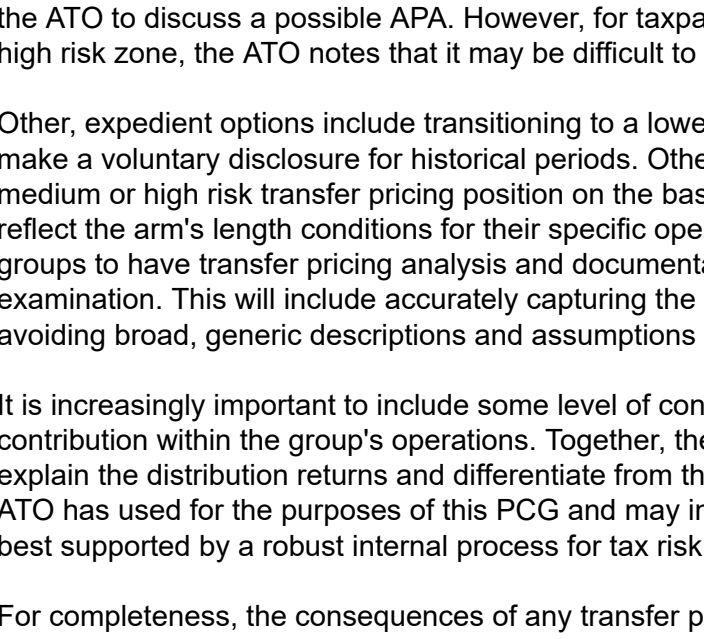 the ATO to discuss a possible APA. However, for taxpa
high risk zone, the ATO notes that it may be difficult to
Other, expedient options include transitioning to a lowe
make a voluntary disclosure for historical periods. Othe
medium or high risk transfer pricing position on the bas
reflect the arm's length conditions for their specific ope
groups to have transfer pricing analysis and documenta
examination. This will include accurately capturing the
avoiding broad, generic descriptions and assumptions
It is increasingly important to include some level of con
contribution within the group's operations. Together, the
explain the distribution returns and differentiate from th
ATO has used for the purposes of this PCG and may in
best supported by a robust internal process for tax risk
For completeness, the consequences of any transfer p